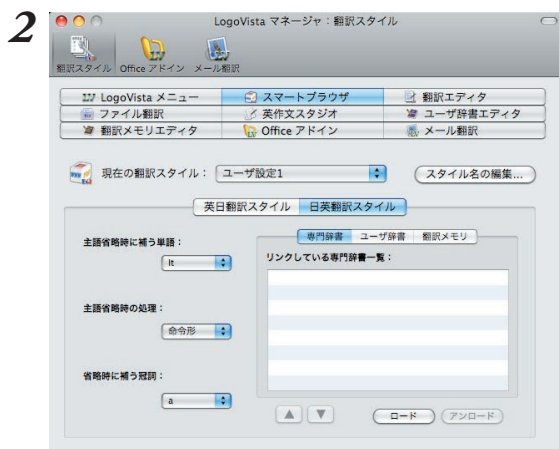 2
LogoVista マネージャ：翻訳スタイル
翻訳スタイル Office アドイン メール翻訳
LogoVista メニュー スマートブラウザ 翻訳エディタ
ファイル翻訳 英作文スタジオ ユーザ辞書エディタ
翻訳メモリエディタ Office アドイン メール翻訳
現在の翻訳スタイル： ユーザ設定1 スタイル名の編集...
英日翻訳スタイル 日英翻訳スタイル
専門辞書 ユーザ辞書 翻訳メモリ
主語省略時に補う単語：
It
リンクしている専門辞書一覧：
主語省略時の処理：
命令形
省略時に補う冠詞：
a
ロード アンロード